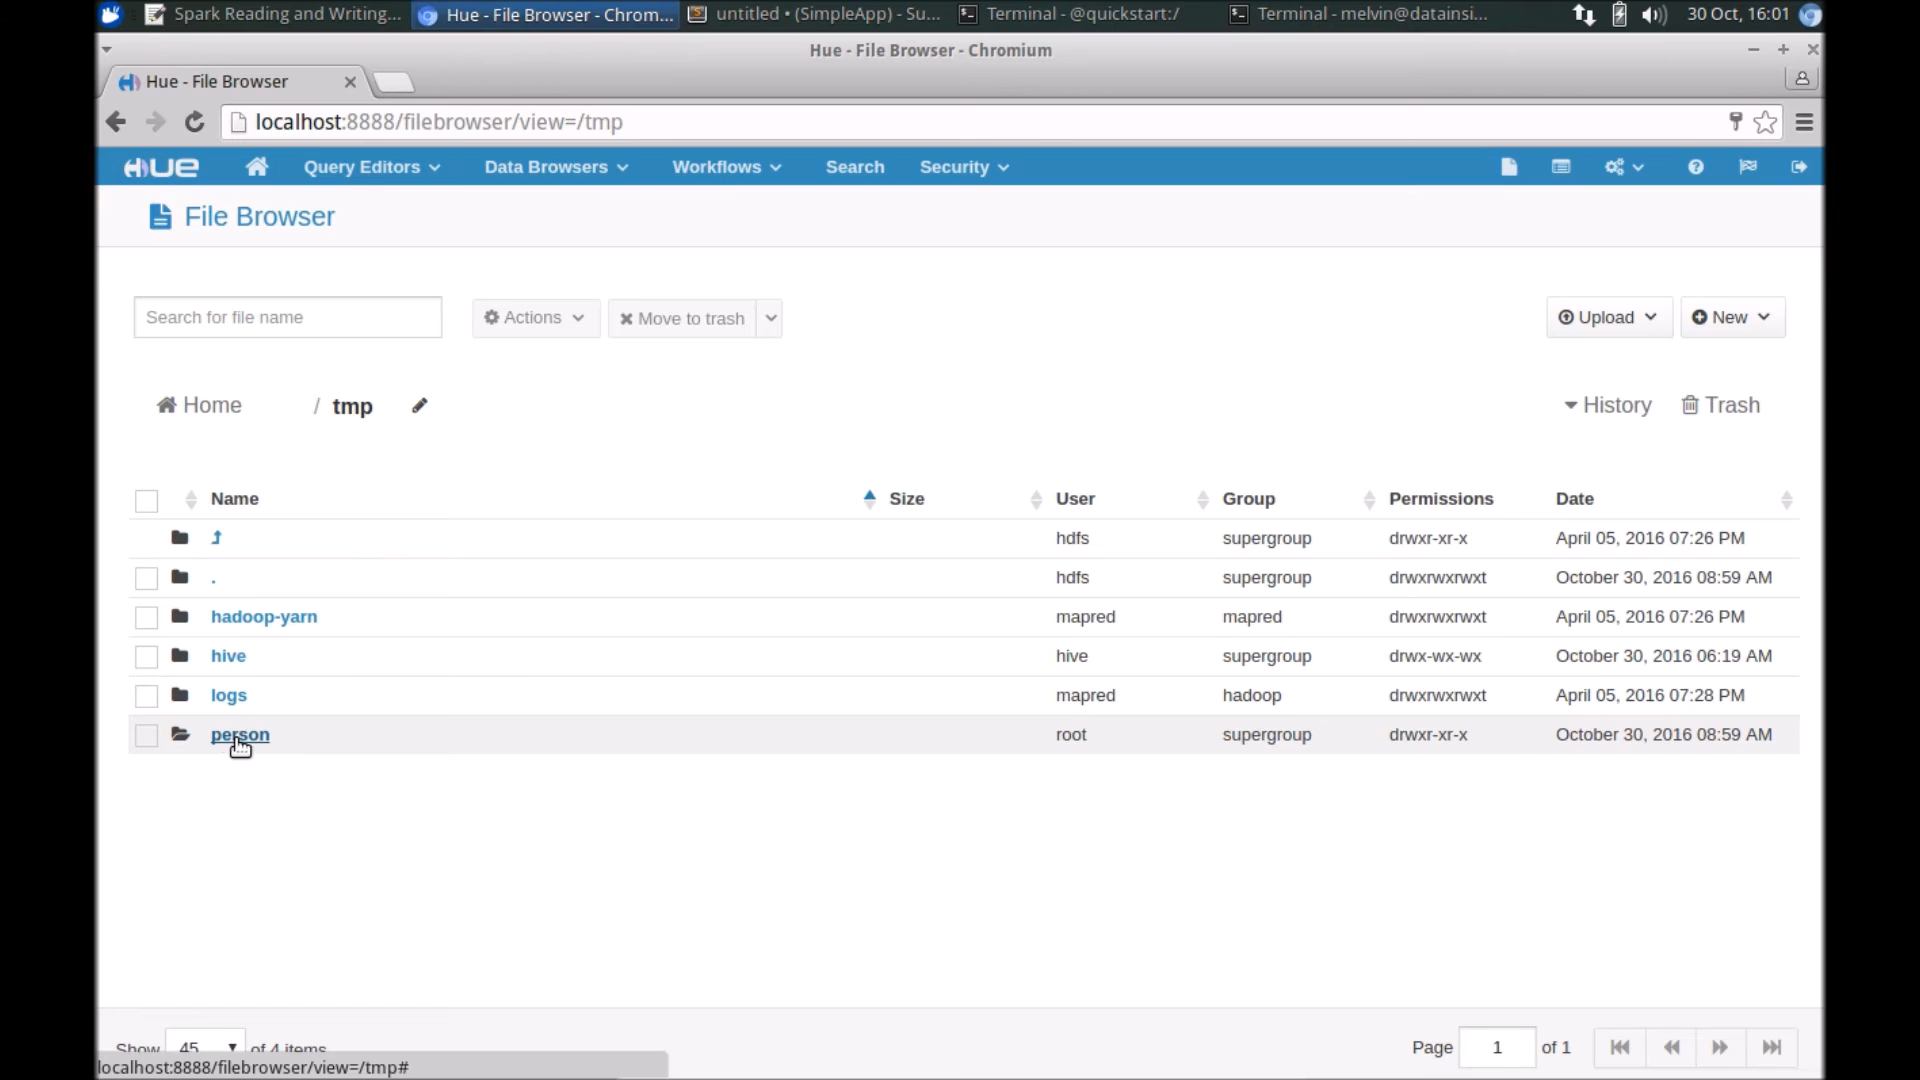 Spark Reading and Writing... Hue - File Browser - Chrom... untitled • (SimpleApp) - Su... Terminal - @quickstart:/ Terminal - melvin@datainsi... 30 Oct, 16:01
Hue - File Browser - Chromium
Hue - File Browser
localhost:8888/filebrowser/view=/tmp
HUE Query Editors Data Browsers Workflows Search Security
File Browser
Search for file name Actions Move to trash Upload New
Home / tmp History Trash
Name Size User Group Permissions Date
hdfs supergroup drwxr-xr-x April 05, 2016 07:26 PM
. hdfs supergroup drwxrwxrwxt October 30, 2016 08:59 AM
hadoop-yarn mapred mapred drwxrwxrwxt April 05, 2016 07:26 PM
hive hive supergroup drwx-wx-wx October 30, 2016 06:19 AM
logs mapred hadoop drwxrwxrwxt April 05, 2016 07:28 PM
person root supergroup drwxr-xr-x October 30, 2016 08:59 AM
Show 45 of 4 items Page 1 of 1
localhost:8888/filebrowser/view=/tmp#